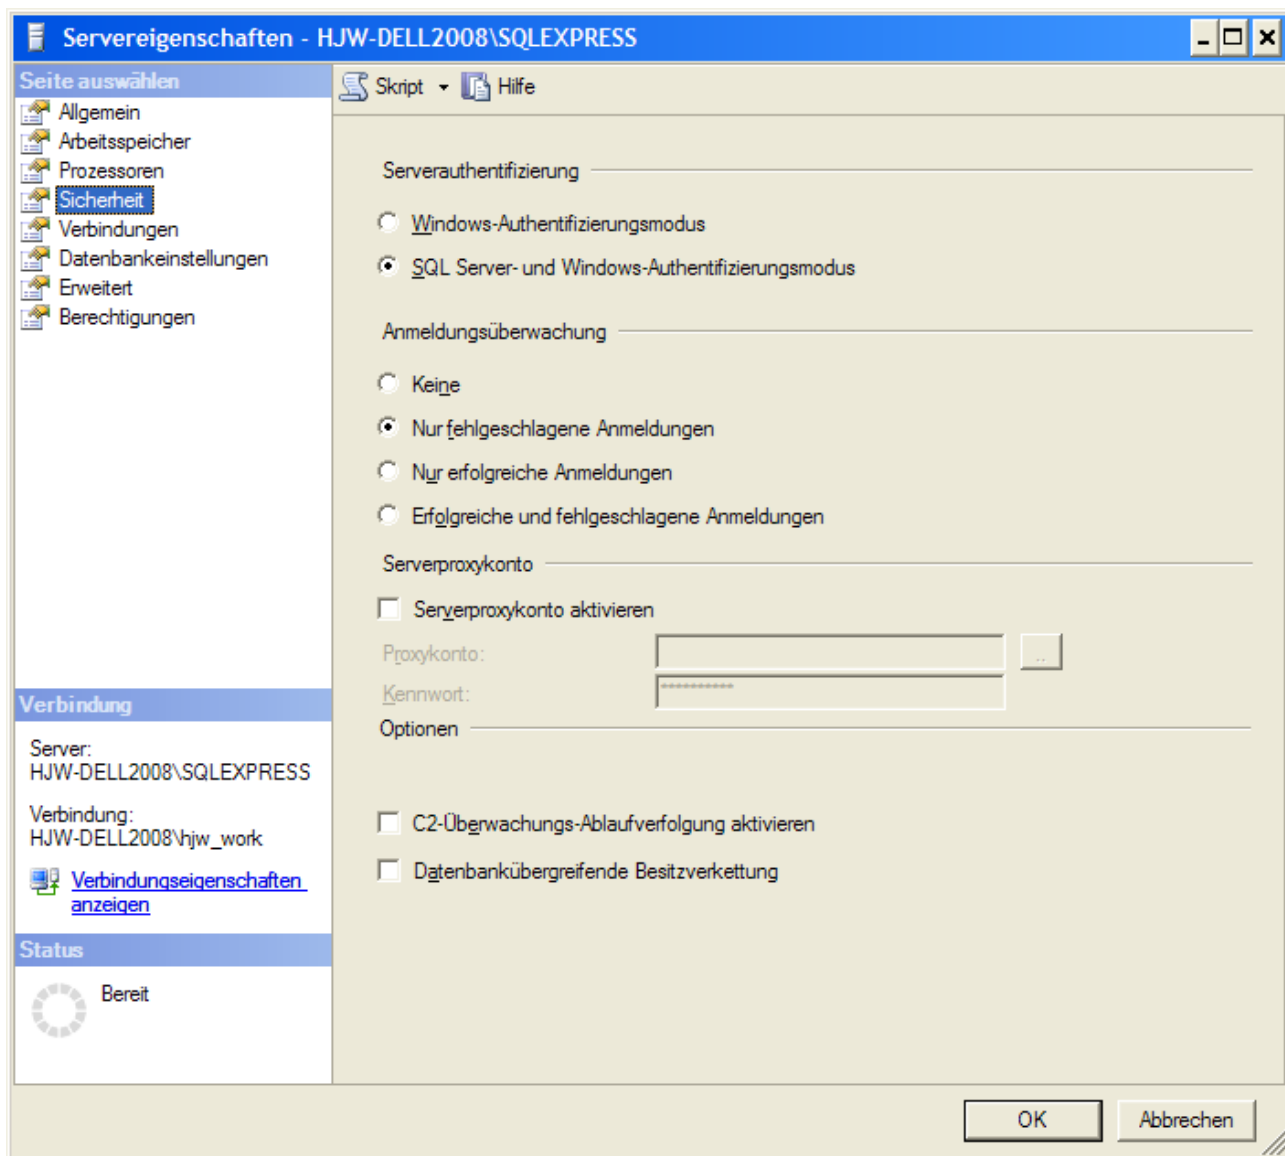 Servereigenschaften - HJW-DELL2008\SQLEXPRESS
Seite auswählen
Allgemein
Arbeitsspeicher
Prozessoren
Sicherheit
Verbindungen
Datenbankeinstellungen
Erweitert
Berechtigungen
Skript
Hilfe
Serverauthentifizierung
Windows-Authentifizierungsmodus
SQL Server- und Windows-Authentifizierungsmodus
Anmeldungsüberwachung
Keine
Nur fehlgeschlagene Anmeldungen
Nur erfolgreiche Anmeldungen
Erfolgreiche und fehlgeschlagene Anmeldungen
Serverproxykonto
Serverproxykonto aktivieren
Proxykonto:
..
Kennwort:
**********
Optionen
C2-Überwachungs-Ablaufverfolgung aktivieren
Datenbankübergreifende Besitzverkettung
Verbindung
Server:
HJW-DELL2008\SQLEXPRESS
Verbindung:
HJW-DELL2008\hjw_work
Verbindungseigenschaften
anzeigen
Status
Bereit
OK
Abbrechen